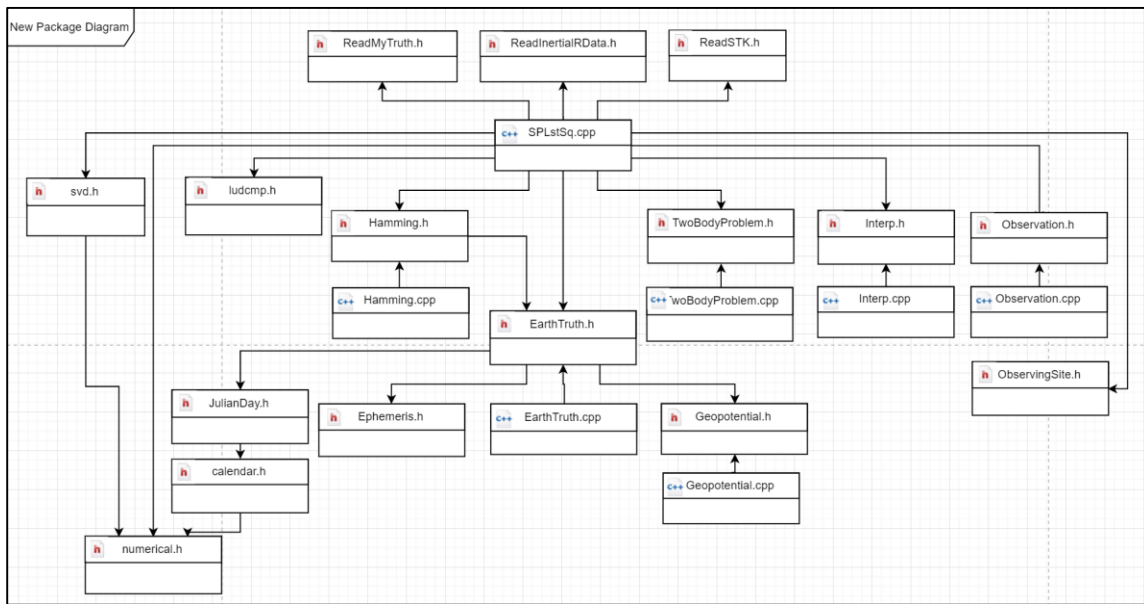 New Package Diagram
h ReadMyTruth.h
h ReadInertialRData.h
h ReadSTK.h
C++ SPLstSq.cpp
h svd.h
h ludcmp.h
h Hamming.h
h TwoBodyProblem.h
h Interp.h
h Observation.h
C++ Hamming.cpp
C++ TwoBodyProblem.cpp
C++ Interp.cpp
C++ Observation.cpp
h EarthTruth.h
h ObservingSite.h
h JulianDay.h
h Ephemeris.h
C++ EarthTruth.cpp
h Geopotential.h
h calendar.h
C++ Geopotential.cpp
h numerical.h